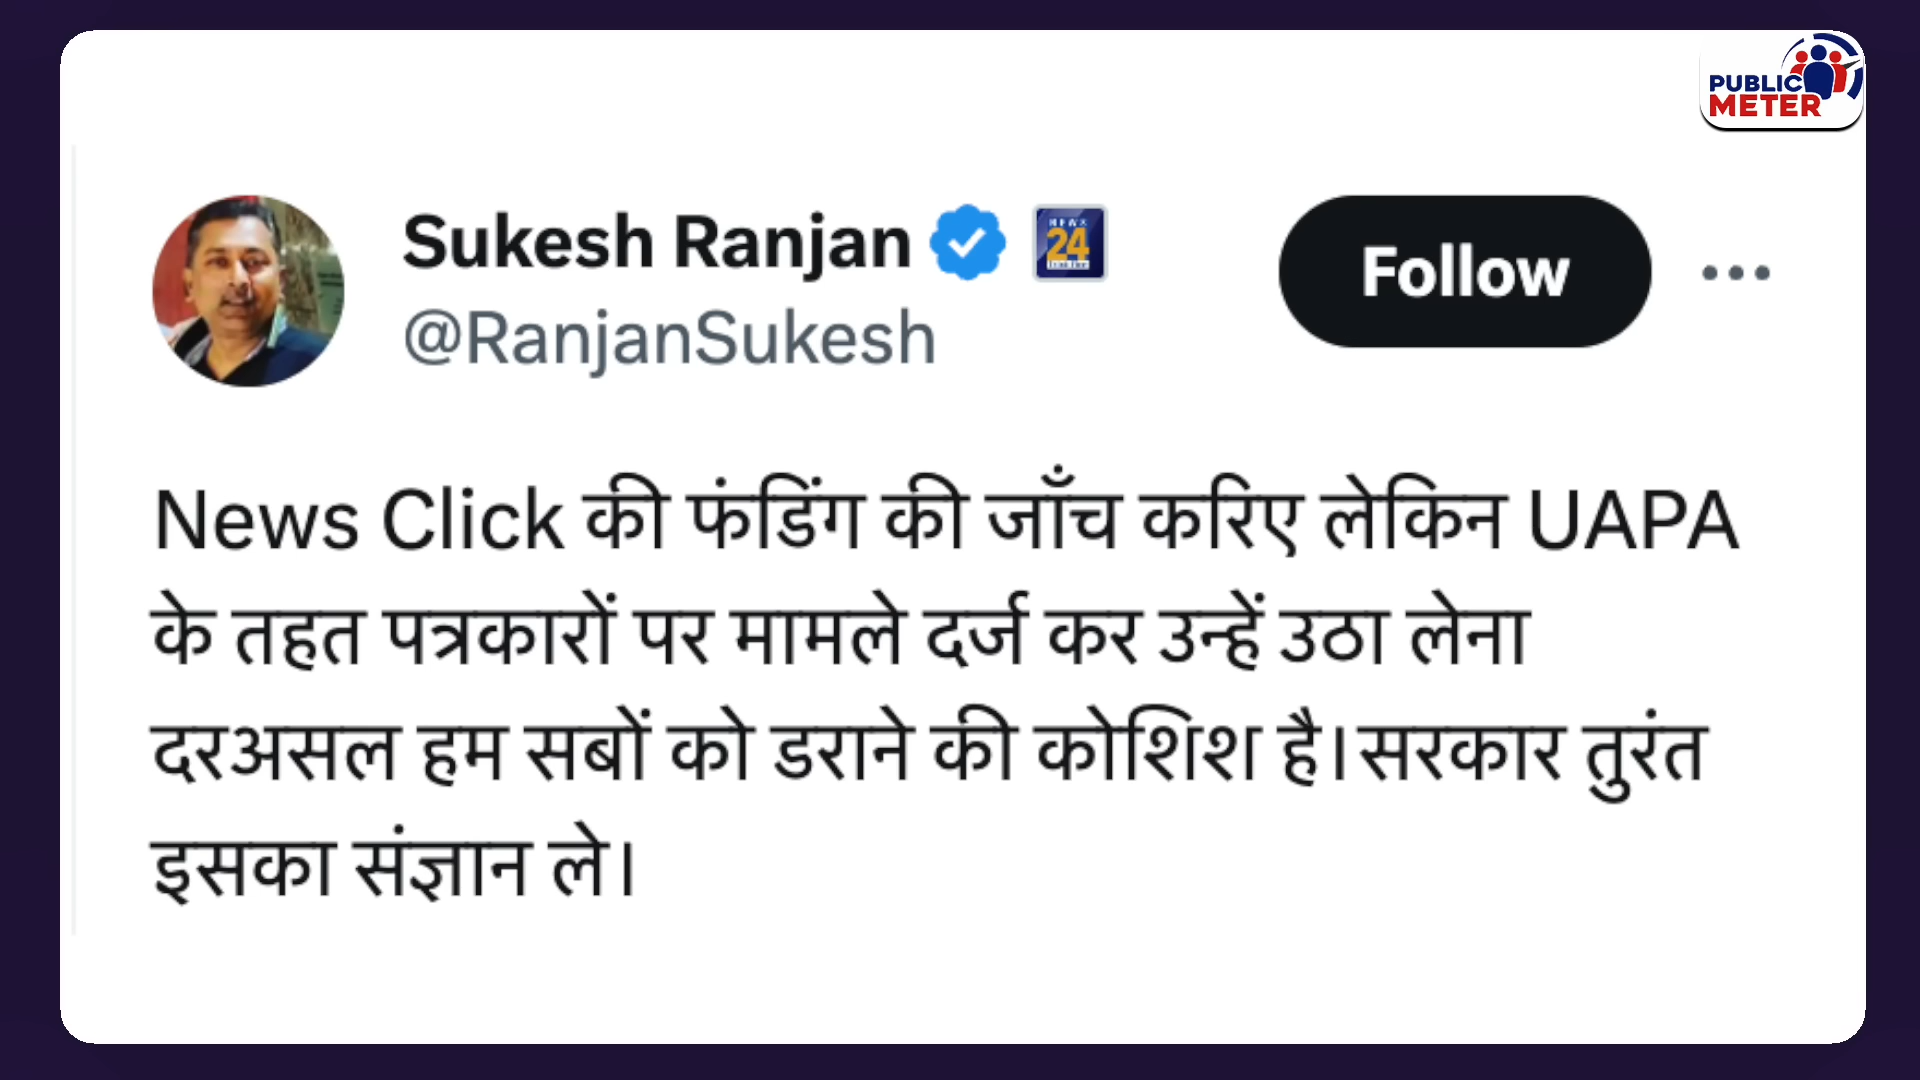 PUBLIC
METER
Sukesh Ranjan
24
Follow
@RanjanSukesh
News Click की फंडिंग की जाँच करिए लेकिन UAPA
के तहत पत्रकारों पर मामले दर्ज कर उन्हें उठा लेना
दरअसल हम सबों को डराने की कोशिश है।सरकार तुरंत
इसका संज्ञान ले।